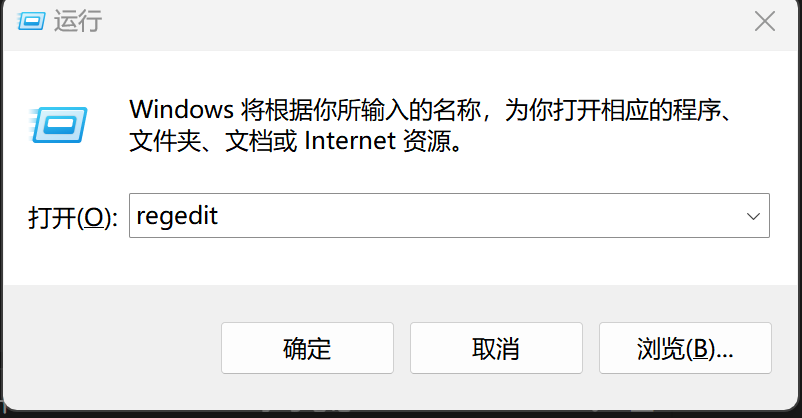 运行
Windows 将根据你所输入的名称，为你打开相应的程序、
文件夹、文档或 Internet 资源。
打开(O): regedit
确定 取消 浏览(B)...